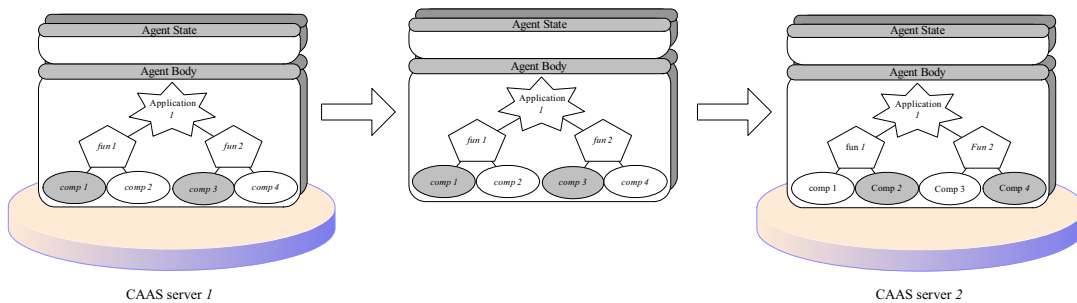 Agent State
Agent Body
Application
1
fun 1
fun 2
comp 1
comp 2
comp 3
comp 4
CAAS server 1
Agent State
Agent Body
Application
1
fun 1
fun 2
comp 1
comp 2
comp 3
comp 4
Agent State
Agent Body
Application
1
fun 1
Fun 2
comp 1
Comp 2
Comp 3
Comp 4
CAAS server 2